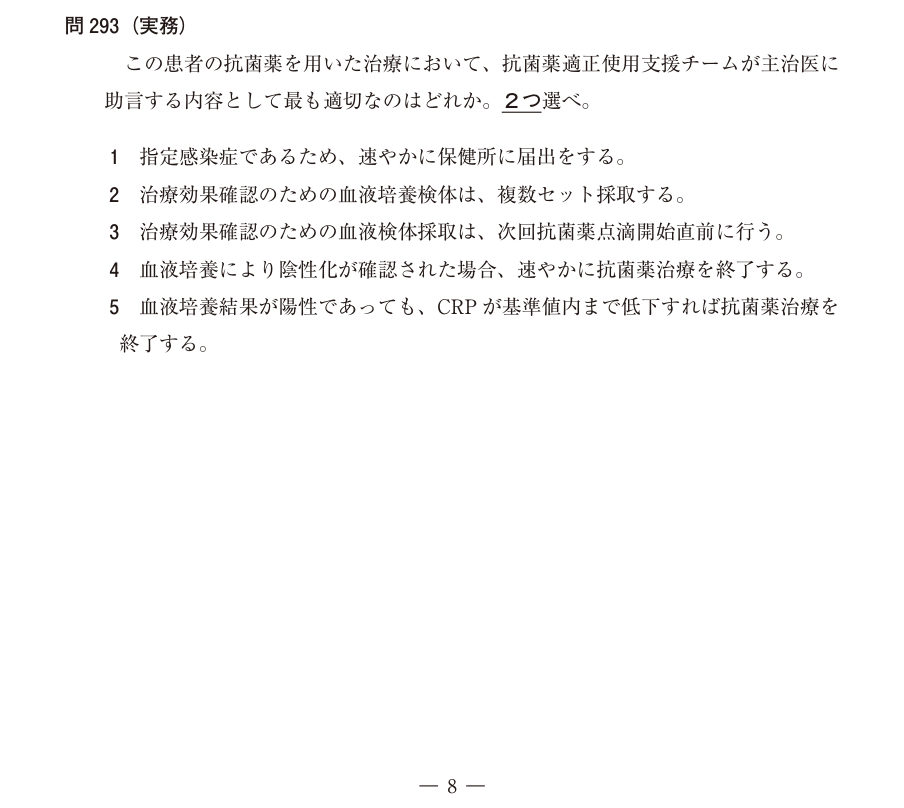 問 293（実務）
この患者の抗菌薬を用いた治療において、抗菌薬適正使用支援チームが主治医に
助言する内容として最も適切なのはどれか。２つ選べ。
1　指定感染症であるため、速やかに保健所に届出をする。
2　治療効果確認のための血液培養検体は、複数セット採取する。
3　治療効果確認のための血液検体採取は、次回抗菌薬点滴開始直前に行う。
4　血液培養により陰性化が確認された場合、速やかに抗菌薬治療を終了する。
5　血液培養結果が陽性であっても、CRP が基準値内まで低下すれば抗菌薬治療を
終了する。
― 8 ―